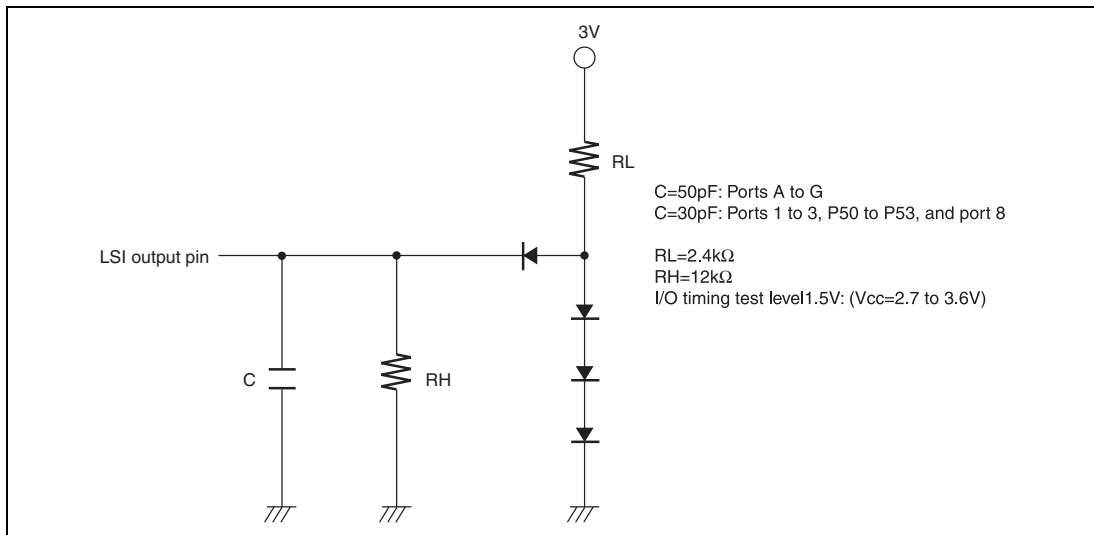 3V
RL
C=50pF: Ports A to G
C=30pF: Ports 1 to 3, P50 to P53, and port 8
LSI output pin
RL=2.4kΩ
RH=12kΩ
I/O timing test level1.5V: (Vcc=2.7 to 3.6V)
C
RH